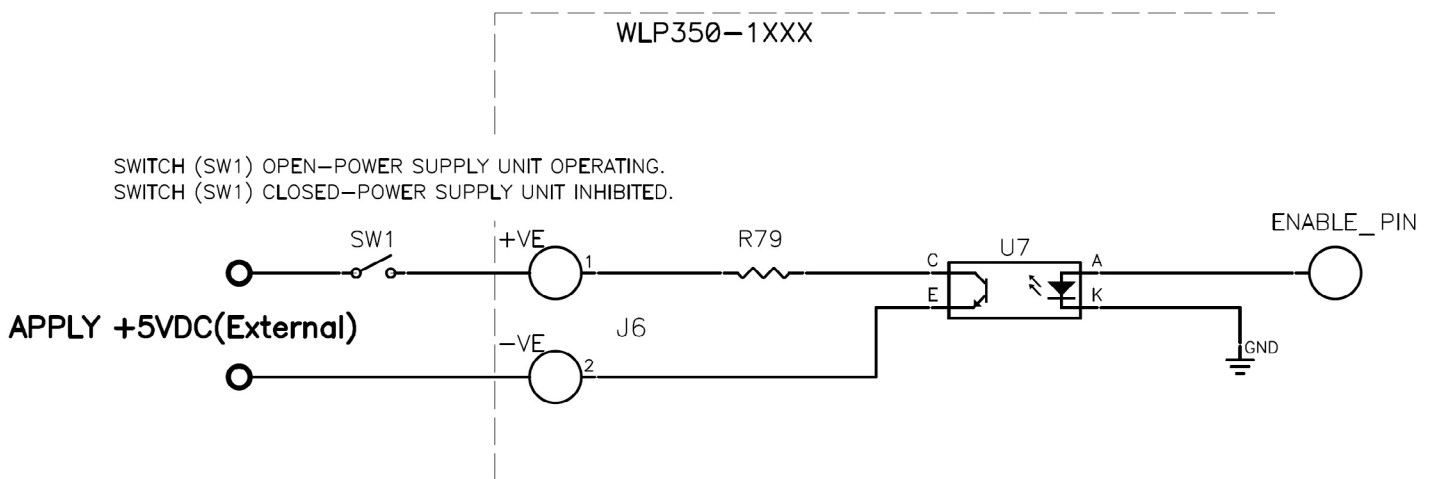 WLP350-1XXX
SWITCH (SW1) OPEN-POWER SUPPLY UNIT OPERATING.
SWITCH (SW1) CLOSED-POWER SUPPLY UNIT INHIBITED.
ENABLE_PIN
SW1
+VE
1
R79
C
U7
A
E
K
APPLY +5VDC(External)
-VE
2
J6
GND